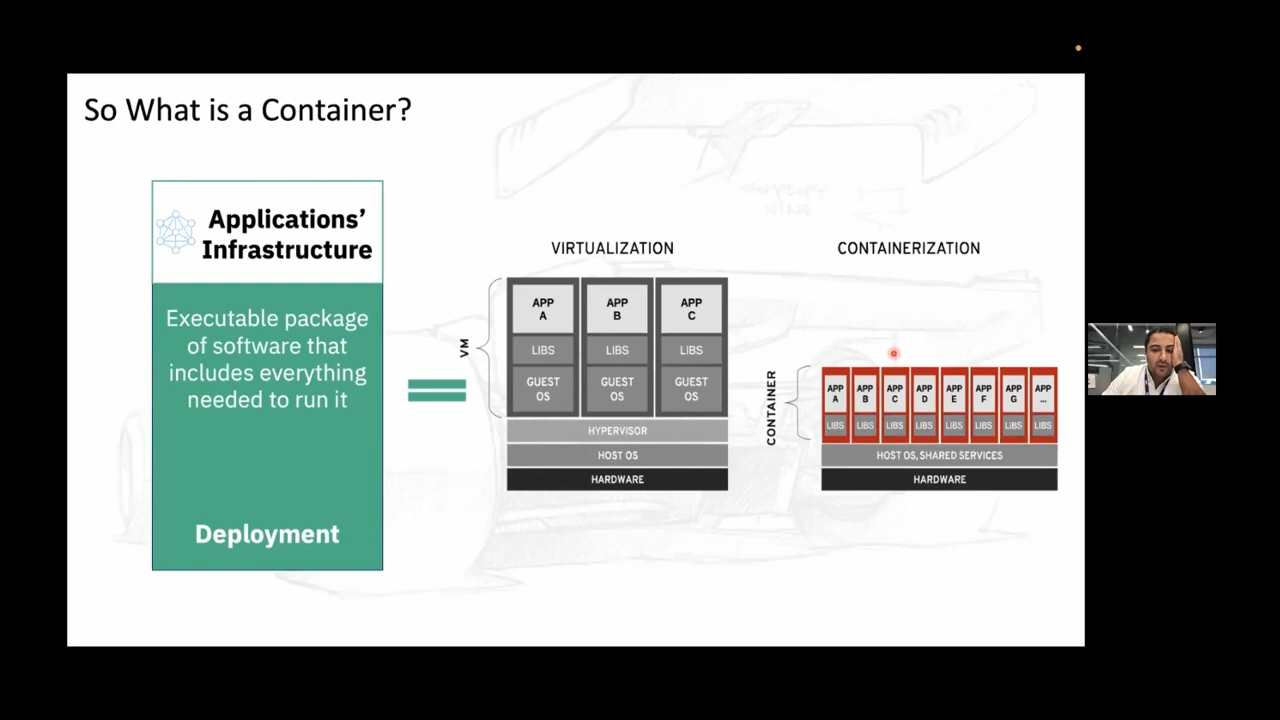 So What is a Container?
Applications’
Infrastructure
Executable package
of software that
includes everything
needed to run it
Deployment
VIRTUALIZATION
VM
APP
A
APP
B
APP
C
LIBS
LIBS
LIBS
GUEST
OS
GUEST
OS
GUEST
OS
HYPERVISOR
HOST OS
HARDWARE
CONTAINERIZATION
CONTAINER
APP
A
APP
B
APP
C
APP
D
APP
E
APP
F
APP
G
APP
...
LIBS
LIBS
LIBS
LIBS
LIBS
LIBS
LIBS
LIBS
HOST OS, SHARED SERVICES
HARDWARE